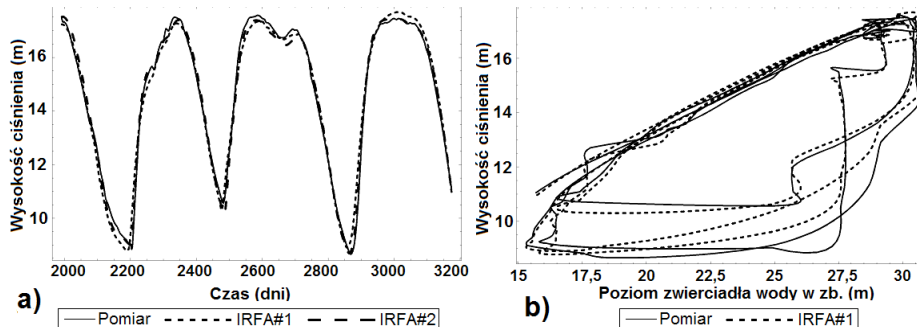 16
14
12
10
Wysokość ciśnienia (m)
2000 2200 2400 2600 2800 3000 3200
a)
Czas (dni)
Pomiar IRFA#1 IRFA#2
16
14
12
10
Wysokość ciśnienia (m)
15 17,5 20 22,5 25 27,5 30
b)
Poziom zwierciadła wody w zb. (m)
Pomiar IRFA#1